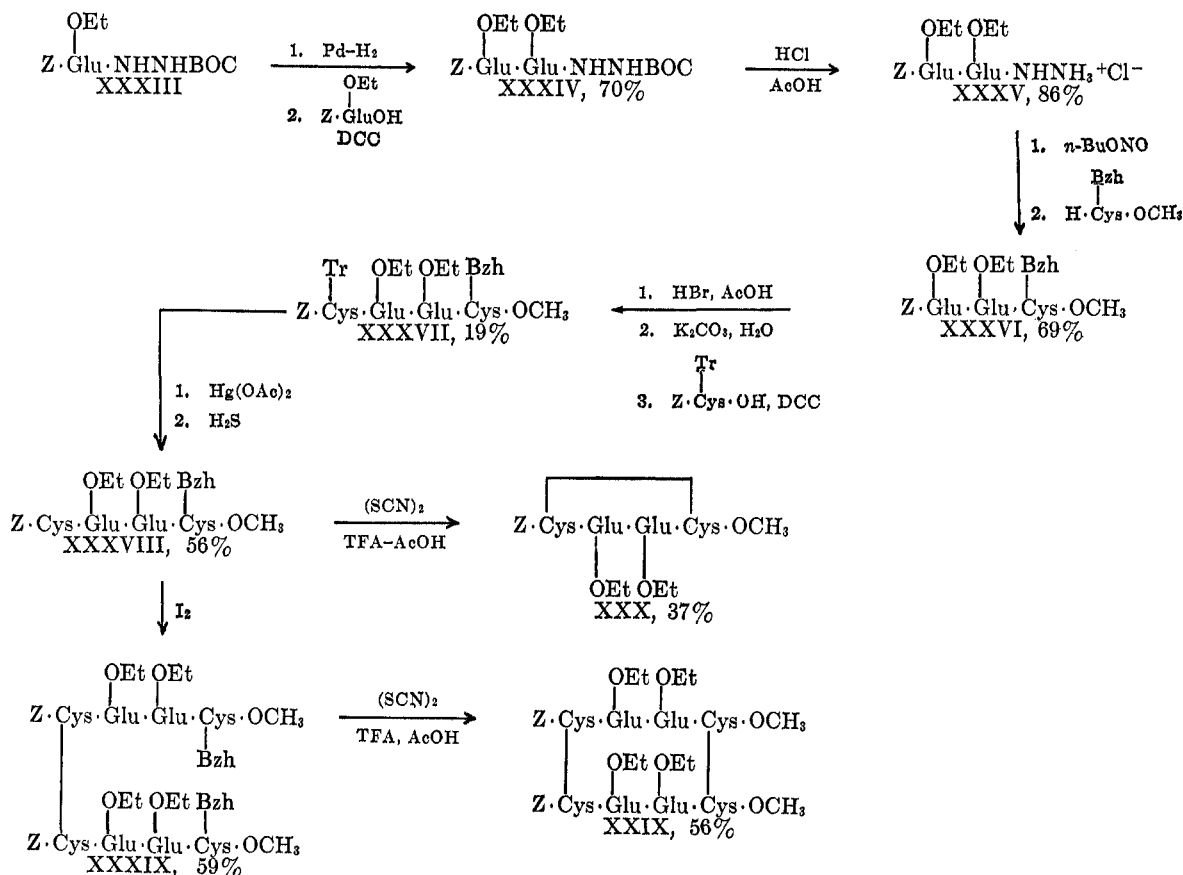 OEt
Z·Glu·NHNHBOC
XXXIII
1. Pd-H₂
OEt
2. Z·GluOH
DCC
OEt OEt
Z·Glu·Glu·NHNHBOC
XXXIV, 70%
HCl
AcOH
OEt OEt
Z·Glu·Glu·NHNH₃⁺Cl⁻
XXXV, 86%
1. n-BuONO
Bzh
2. H·Cys·OCH₃
Tr OEt OEt Bzh
Z·Cys·Glu·Glu·Cys·OCH₃
XXXVII, 19%
1. HBr, AcOH
2. K₂CO₃, H₂O
Tr
3. Z·Cys·OH, DCC
OEt OEt Bzh
Z·Glu·Glu·Cys·OCH₃
XXXVI, 69%
1. Hg(OAc)₂
2. H₂S
OEt OEt Bzh
Z·Cys·Glu·Glu·Cys·OCH₃
XXXVIII, 56%
(SCN)₂
TFA-AcOH
Z·Cys·Glu·Glu·Cys·OCH₃
OEt OEt
XXX, 37%
I₂
OEt OEt
Z·Cys·Glu·Glu·Cys·OCH₃
Bzh
OEt OEt Bzh
Z·Cys·Glu·Glu·Cys·OCH₃
XXXIX, 59%
(SCN)₂
TFA, AcOH
OEt OEt
Z·Cys·Glu·Glu·Cys·OCH₃
OEt OEt
Z·Cys·Glu·Glu·Cys·OCH₃
XXIX, 56%